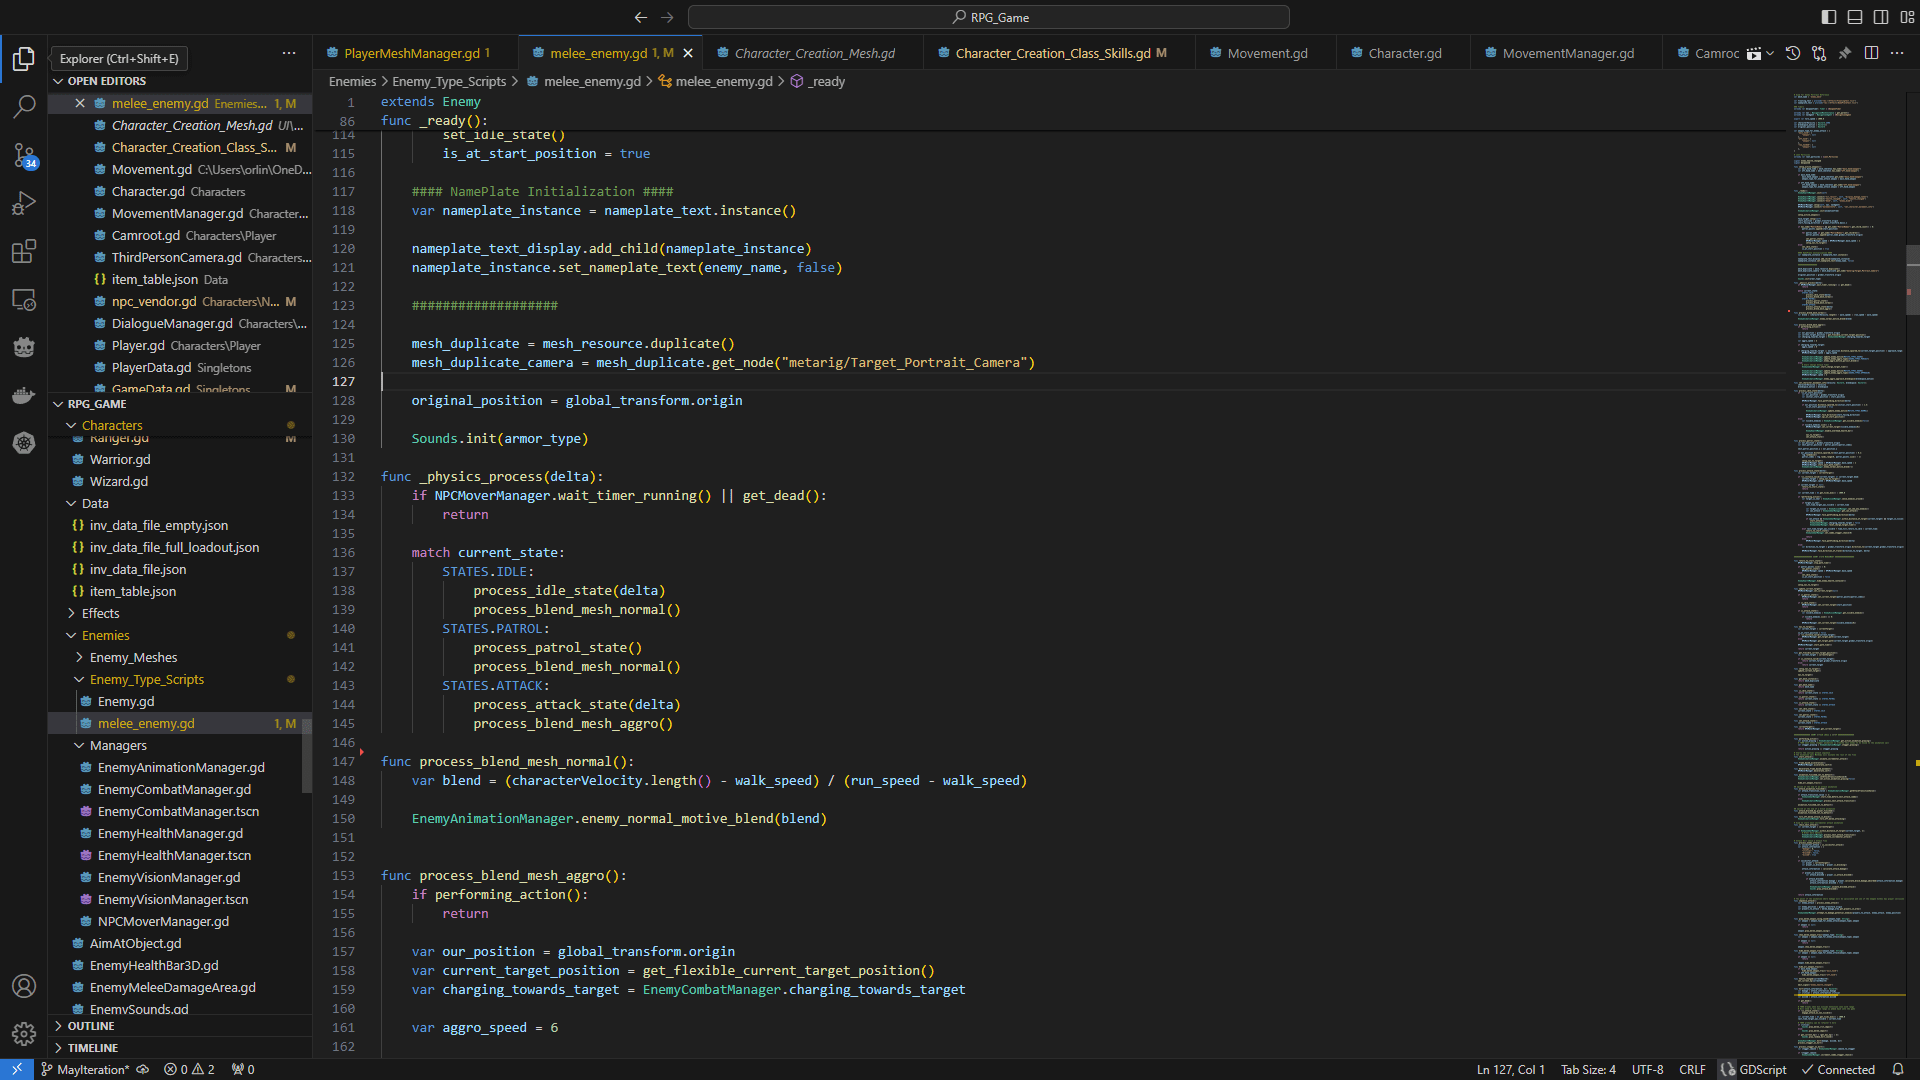 RPG_Game
Explorer (Ctrl+Shift+E)
PlayerMeshManager.gd 1
melee_enemy.gd 1, M
Character_Creation_Mesh.gd
Character_Creation_Class_Skills.gd M
Movement.gd
Character.gd
MovementManager.gd
Camroc
Enemies > Enemy_Type_Scripts > melee_enemy.gd > melee_enemy.gd > _ready
OPEN EDITORS
melee_enemy.gd Enemies... 1, M
Character_Creation_Mesh.gd UI\...
Character_Creation_Class_S... M
Movement.gd C:\Users\orlin\OneD...
Character.gd Characters
MovementManager.gd Character...
Camroot.gd Characters\Player
ThirdPersonCamera.gd Characters...
item_table.json Data
npc_vendor.gd Characters\N... M
DialogueManager.gd Characters\...
Player.gd Characters\Player
PlayerData.gd Singletons
GameData.gd Singletons M
RPG_GAME
Characters
Ranger.gd M
Warrior.gd
Wizard.gd
Data
inv_data_file_empty.json
inv_data_file_full_loadout.json
inv_data_file.json
item_table.json
Effects
Enemies
Enemy_Meshes
Enemy_Type_Scripts
Enemy.gd
melee_enemy.gd 1, M
Managers
EnemyAnimationManager.gd
EnemyCombatManager.gd
EnemyCombatManager.tscn
EnemyHealthManager.gd
EnemyHealthManager.tscn
EnemyVisionManager.gd
EnemyVisionManager.tscn
NPCMoverManager.gd
AimAtObject.gd
EnemyHealthBar3D.gd
EnemyMeleeDamageArea.gd
EnemySounds.gd
OUTLINE
TIMELINE
34
1 extends Enemy
86 func _ready():
114 set_idle_state()
115 is_at_start_position = true
116
117 #### NamePlate Initialization ####
118 var nameplate_instance = nameplate_text.instance()
119
120 nameplate_text_display.add_child(nameplate_instance)
121 nameplate_instance.set_nameplate_text(enemy_name, false)
122
123 ###################
124
125 mesh_duplicate = mesh_resource.duplicate()
126 mesh_duplicate_camera = mesh_duplicate.get_node("metarig/Target_Portrait_Camera")
127
128 original_position = global_transform.origin
129
130 Sounds.init(armor_type)
131
132 func _physics_process(delta):
133 if NPCMoverManager.wait_timer_running() || get_dead():
134 return
135
136 match current_state:
137 STATES.IDLE:
138 process_idle_state(delta)
139 process_blend_mesh_normal()
140 STATES.PATROL:
141 process_patrol_state()
142 process_blend_mesh_normal()
143 STATES.ATTACK:
144 process_attack_state(delta)
145 process_blend_mesh_aggro()
146
147 func process_blend_mesh_normal():
148 var blend = (characterVelocity.length() - walk_speed) / (run_speed - walk_speed)
149
150 EnemyAnimationManager.enemy_normal_motive_blend(blend)
151
152
153 func process_blend_mesh_aggro():
154 if performing_action():
155 return
156
157 var our_position = global_transform.origin
158 var current_target_position = get_flexible_current_target_position()
159 var charging_towards_target = EnemyCombatManager.charging_towards_target
160
161 var aggro_speed = 6
162
MayIteration* 0 2 0
Ln 127, Col 1 Tab Size: 4 UTF-8 CRLF GDScript Connected